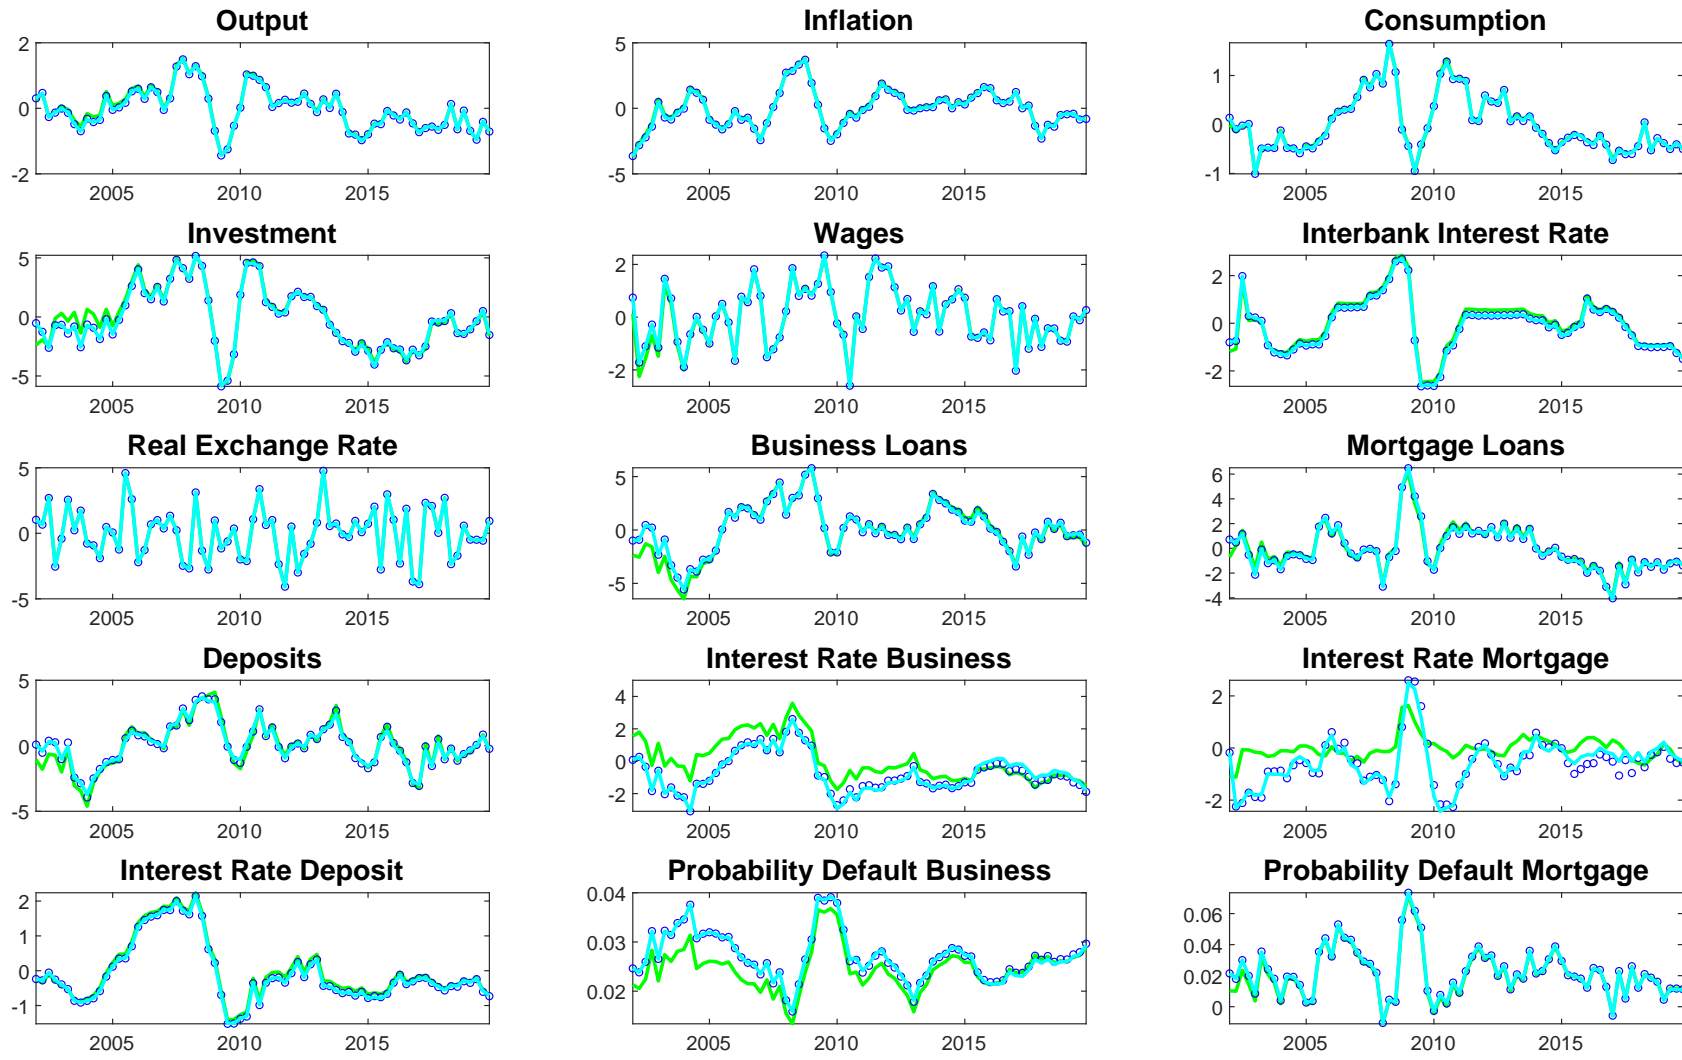 Output
Inflation
Consumption
2
0
-2
2005 2010 2015
5
0
-5
2005 2010 2015
1
0
-1
2005 2010 2015
Investment
Wages
Interbank Interest Rate
5
0
-5
2005 2010 2015
2
0
-2
2005 2010 2015
2
0
-2
2005 2010 2015
Real Exchange Rate
Business Loans
Mortgage Loans
5
0
-5
2005 2010 2015
5
0
-5
2005 2010 2015
6
4
2
0
-2
-4
2005 2010 2015
Deposits
Interest Rate Business
Interest Rate Mortgage
5
0
-5
2005 2010 2015
4
2
0
-2
2005 2010 2015
2
0
-2
2005 2010 2015
Interest Rate Deposit
Probability Default Business
Probability Default Mortgage
2
1
0
-1
2005 2010 2015
0.04
0.03
0.02
2005 2010 2015
0.06
0.04
0.02
0
2005 2010 2015